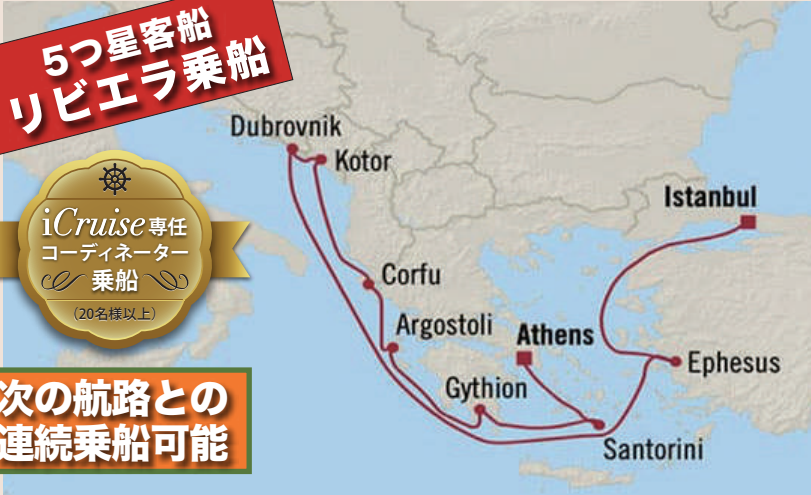 5つ星客船
リビエラ乗船
iCruise専任
コーディネーター
乗船
(20名様以上)
次の航路との
連続乗船可能
Dubrovnik
Kotor
Istanbul
Corfu
Argostoli
Athens
Ephesus
Gythion
Santorini